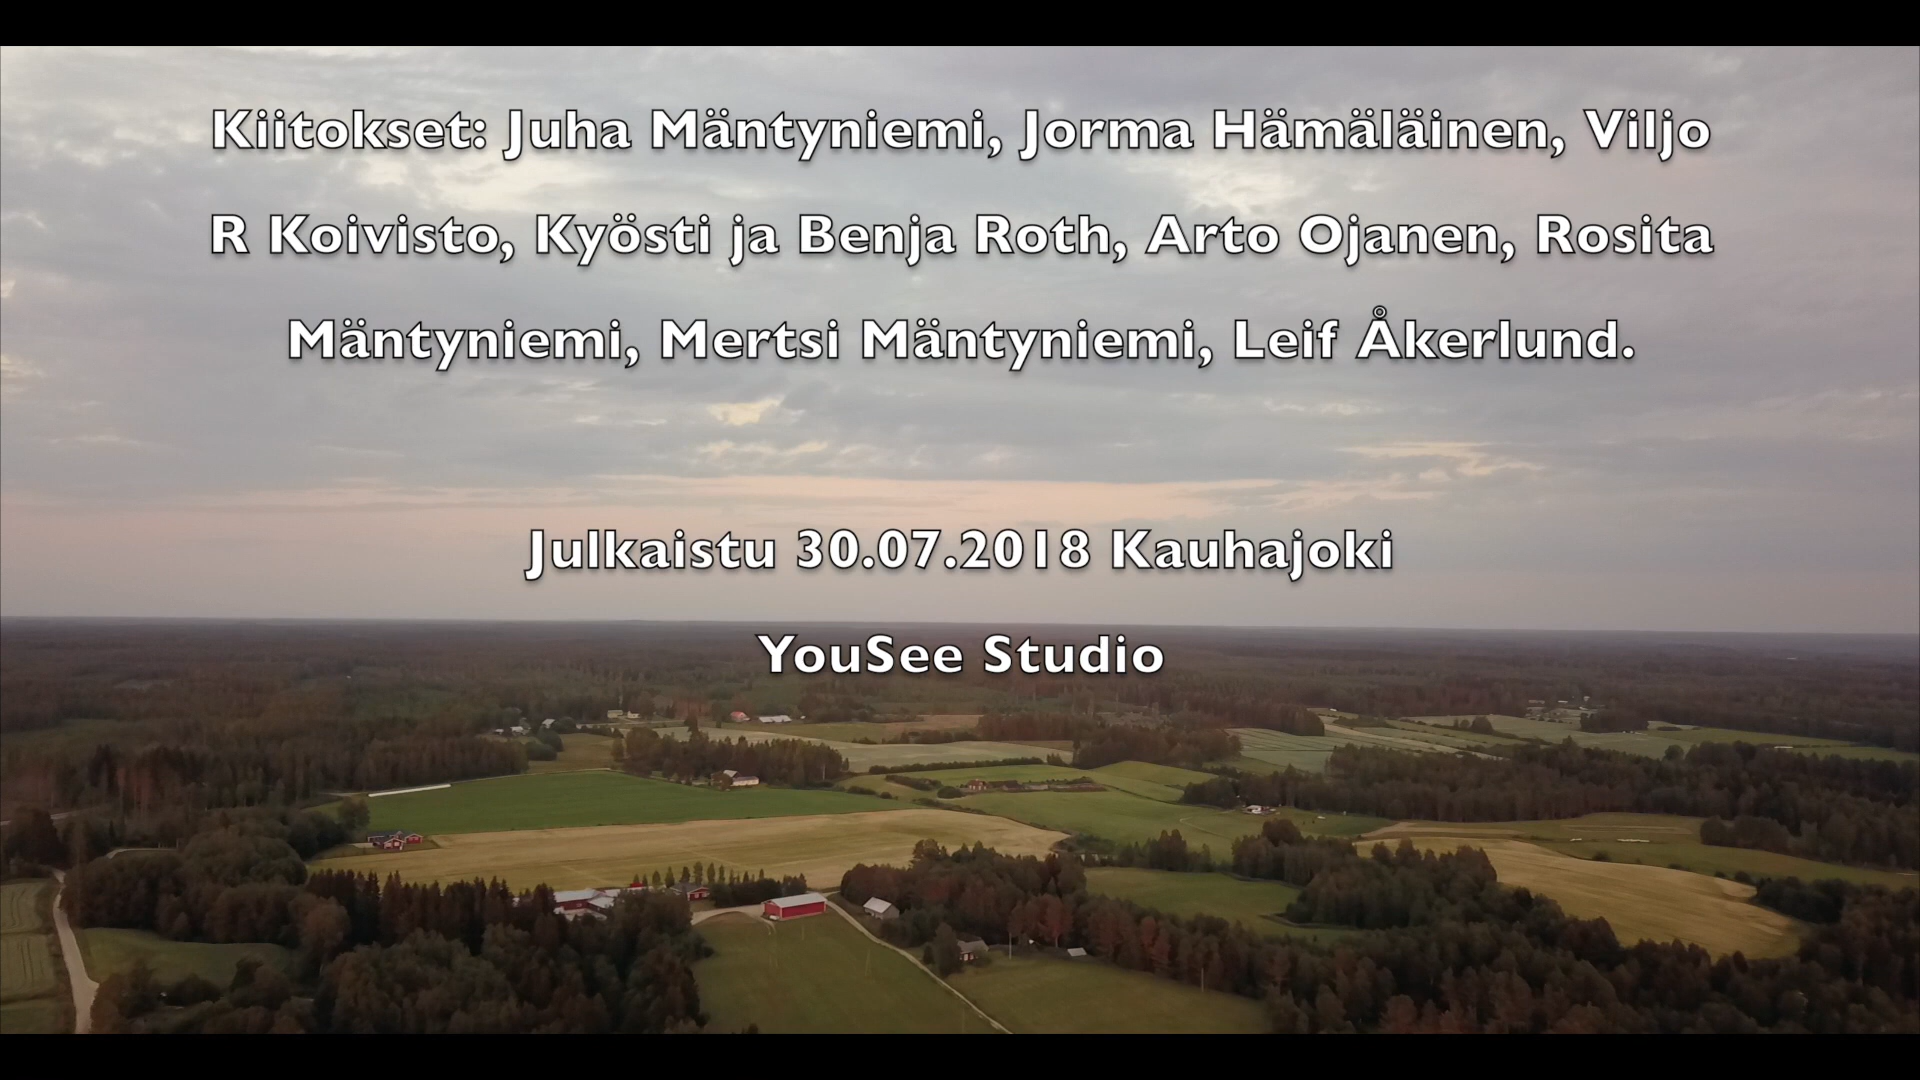 Kiitokset: Juha Mäntyniemi, Jorma Hämäläinen, Viljo
R Koivisto, Kyösti ja Benja Roth, Arto Ojanen, Rosita
Mäntyniemi, Mertsi Mäntyniemi, Leif Åkerlund.
Julkaistu 30.07.2018 Kauhajoki
YouSee Studio